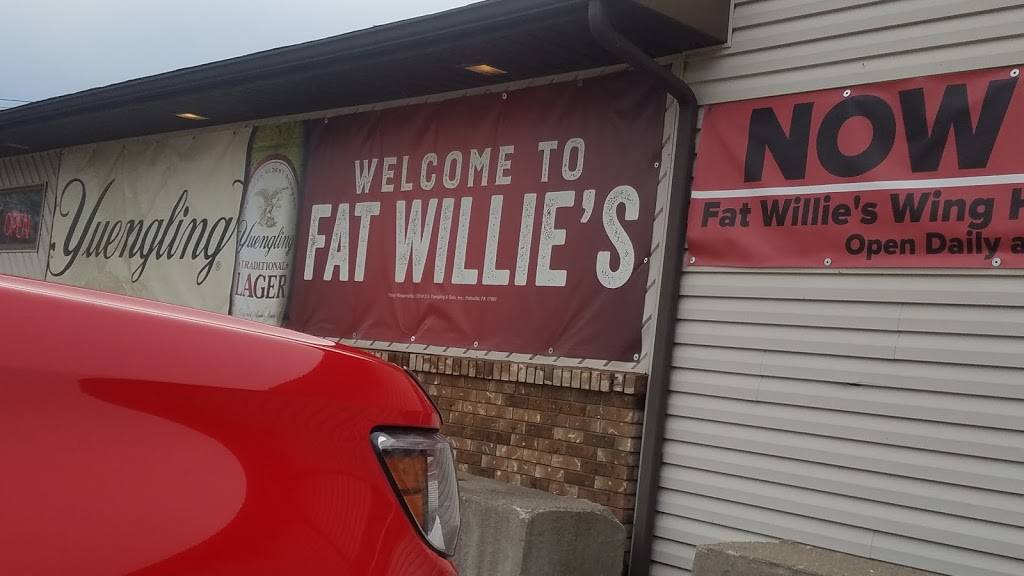 OPEN
Yuengling
Yuengling
TRADITIONAL
LAGER
WELCOME TO
FAT WILLIE'S
NOW
Fat Willie's Wing H
Open Daily a